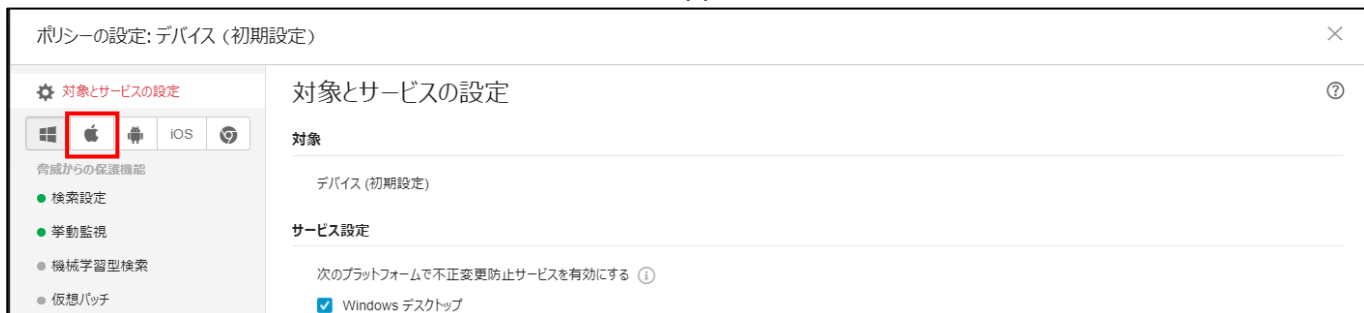 ポリシーの設定: デバイス (初期設定)
対象とサービスの設定
iOS
脅威からの保護機能
検索設定
挙動監視
機械学習型検索
仮想パッチ
対象とサービスの設定
対象
デバイス (初期設定)
サービス設定
次のプラットフォームで不正変更防止サービスを有効にする
Windows デスクトップ